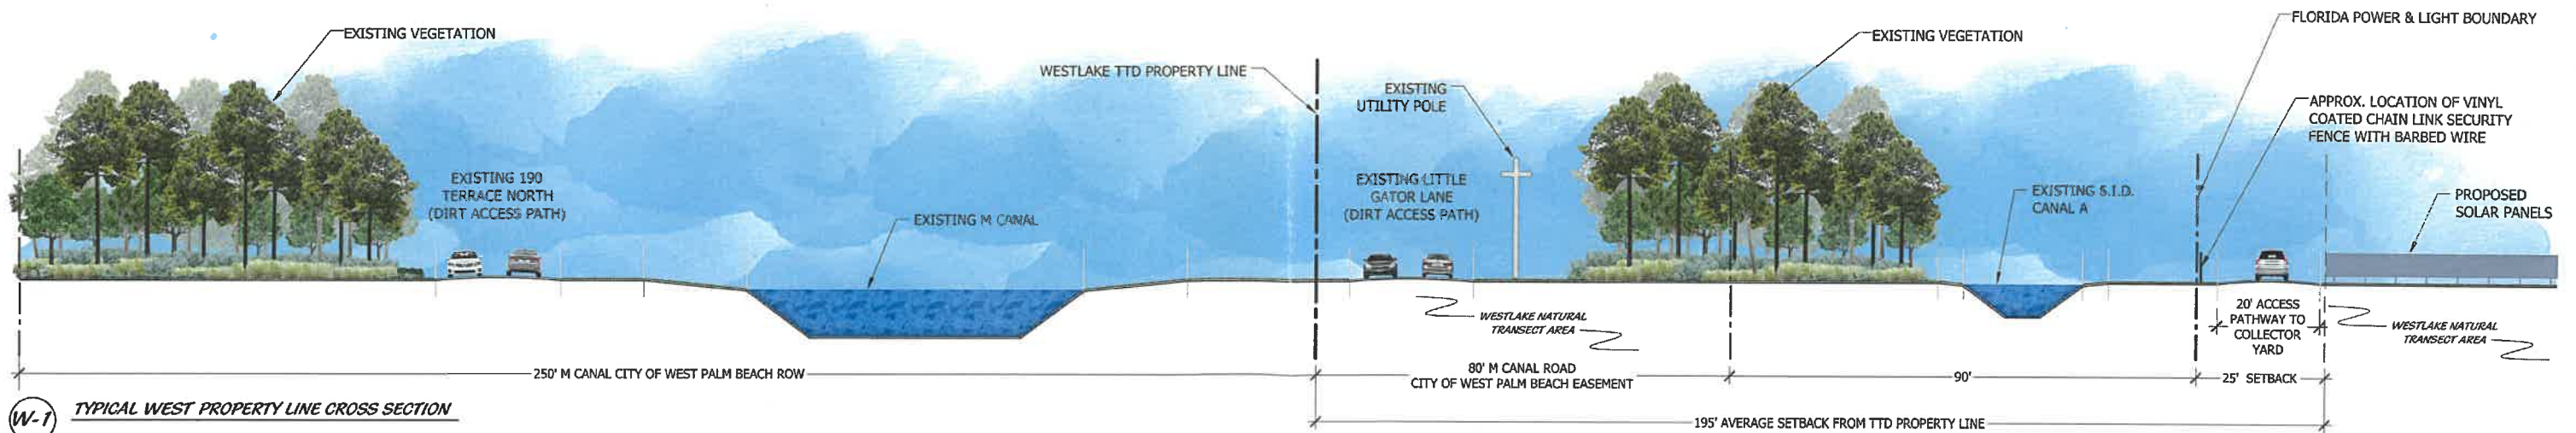 EXISTING VEGETATION
EXISTING 190
TERRACE NORTH
(DIRT ACCESS PATH)
EXISTING M CANAL
WESTLAKE TTD PROPERTY LINE
EXISTING
UTILITY POLE
EXISTING LITTLE
GATOR LANE
(DIRT ACCESS PATH)
EXISTING VEGETATION
FLORIDA POWER & LIGHT BOUNDARY
APPROX. LOCATION OF VINYL
COATED CHAIN LINK SECURITY
FENCE WITH BARBED WIRE
EXISTING S.I.D.
CANAL A
PROPOSED
SOLAR PANELS
WESTLAKE NATURAL
TRANSECT AREA
20' ACCESS
PATHWAY TO
COLLECTOR
YARD
WESTLAKE NATURAL
TRANSECT AREA
250' M CANAL CITY OF WEST PALM BEACH ROW
80' M CANAL ROAD
CITY OF WEST PALM BEACH EASEMENT
90'
25' SETBACK
195' AVERAGE SETBACK FROM TTD PROPERTY LINE
W-1 TYPICAL WEST PROPERTY LINE CROSS SECTION